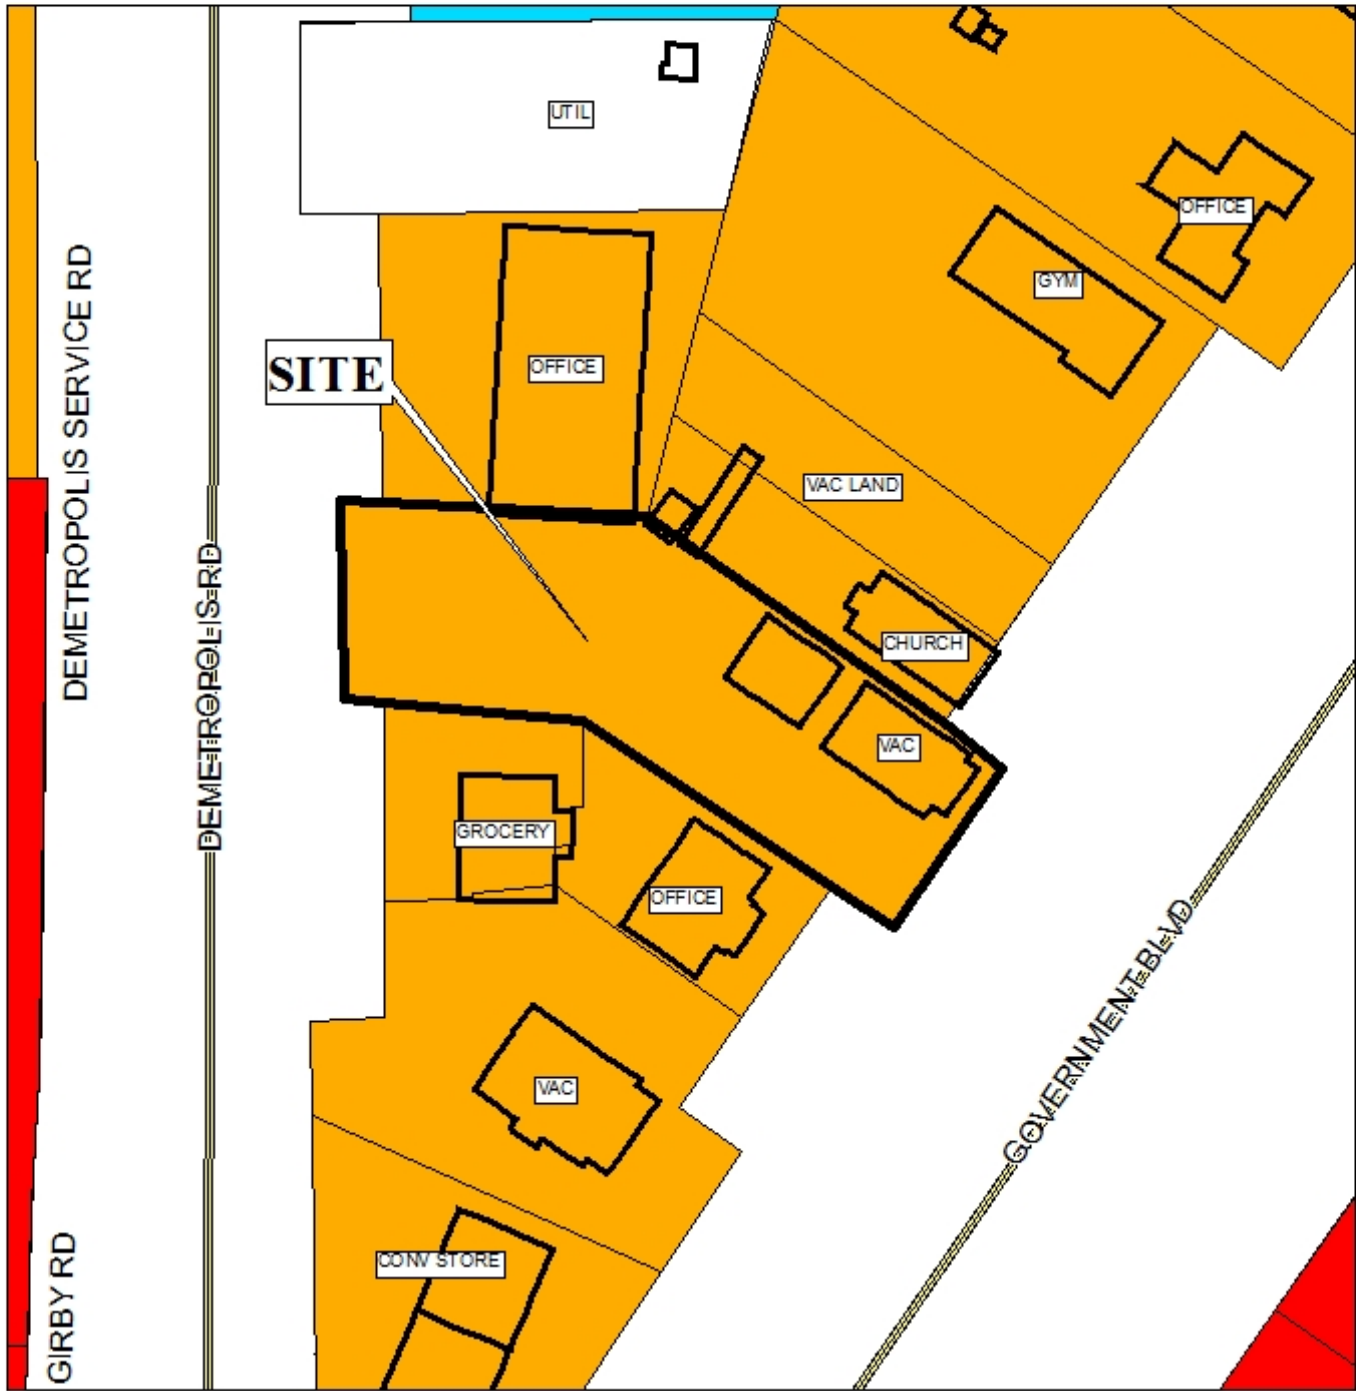 UTIL
OFFICE
GYM
DEMETROPOLIS SERVICE RD
SITE
OFFICE
VAC LAND
DEMETROPOLIS RD
CHURCH
VAC
GROCERY
OFFICE
GOVERNMENT BLVD
VAC
CONV STORE
GIRBY RD